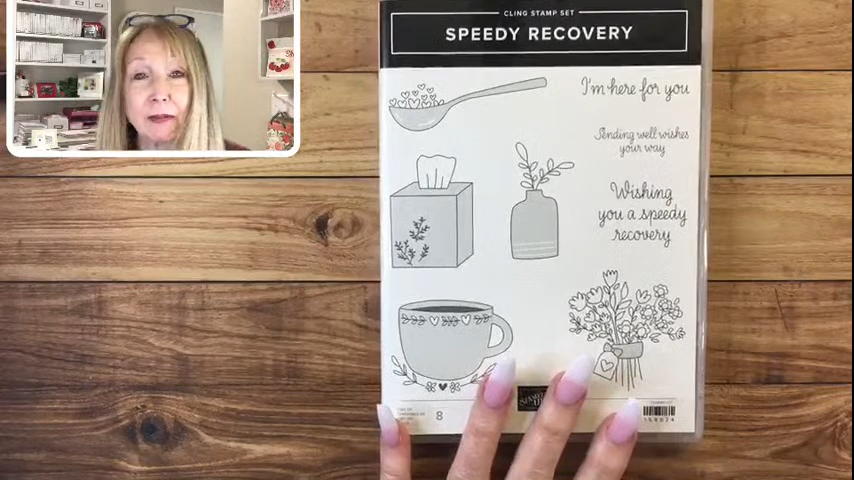 CLING STAMP SET
SPEEDY RECOVERY
I'm here for you
Sending well wishes
your way
Wishing
you a speedy
recovery
8